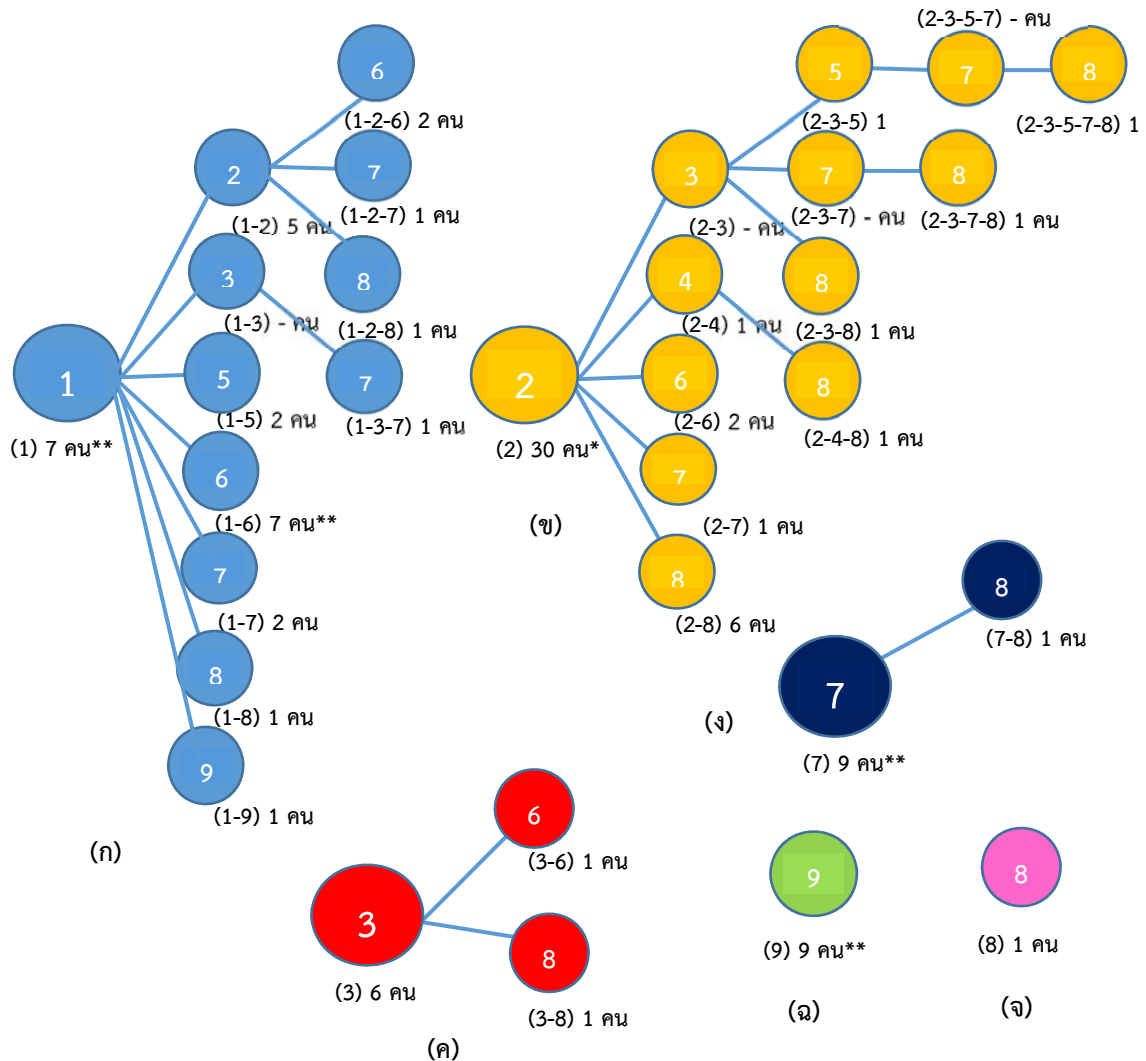 1
(1) 7 คน**
2
(1-2) 5 คน
6
(1-2-6) 2 คน
7
(1-2-7) 1 คน
8
(1-2-8) 1 คน
3
(1-3) - คน
7
(1-3-7) 1 คน
5
(1-5) 2 คน
6
(1-6) 7 คน**
7
(1-7) 2 คน
8
(1-8) 1 คน
9
(1-9) 1 คน
(ก)
2
(2) 30 คน*
3
(2-3) - คน
5
(2-3-5) 1
7
(2-3-5-7) - คน
8
(2-3-5-7-8) 1
7
(2-3-7) - คน
8
(2-3-7-8) 1 คน
8
(2-3-8) 1 คน
4
(2-4) 1 คน
8
(2-4-8) 1 คน
6
(2-6) 2 คน
7
(2-7) 1 คน
8
(2-8) 6 คน
(ข)
3
(3) 6 คน
6
(3-6) 1 คน
8
(3-8) 1 คน
(ค)
7
(7) 9 คน**
8
(7-8) 1 คน
(ง)
9
(9) 9 คน**
(ฉ)
8
(8) 1 คน
(จ)